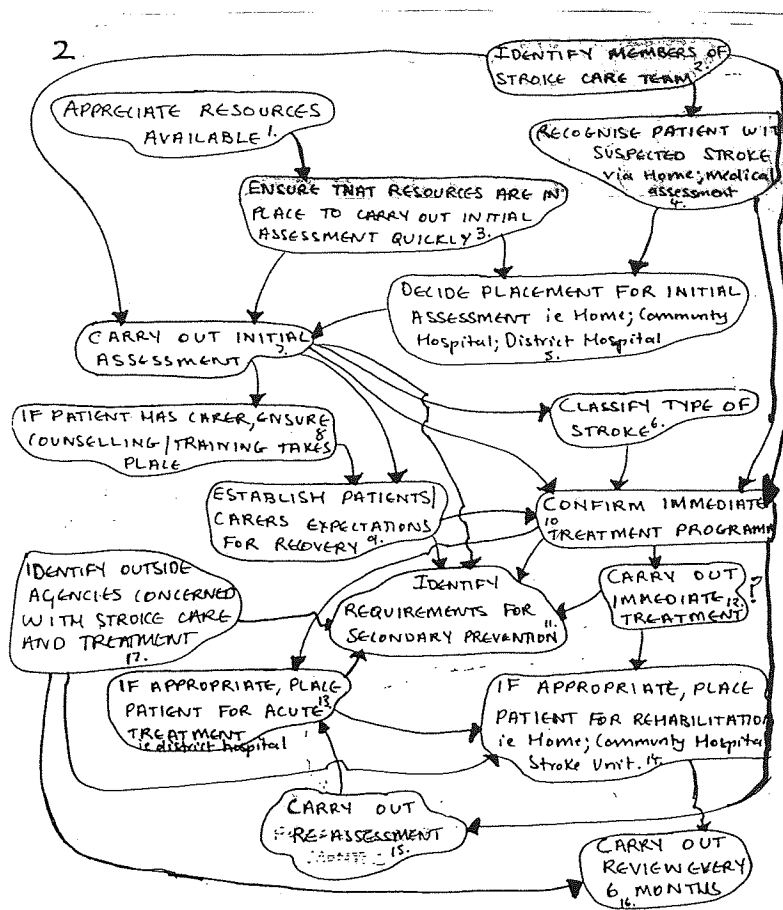 2
IDENTIFY MEMBERS OF
STROKE CARE TEAM 2.
APPRECIATE RESOURCES
AVAILABLE 1.
RECOGNISE PATIENT WIT
SUSPECTED STROKE
via Home; Medical
assessment
4.
ENSURE THAT RESOURCES ARE IN
PLACE TO CARRY OUT INITIAL
ASSESSMENT QUICKLY 3.
DECIDE PLACEMENT FOR INITIAL
ASSESSMENT ie Home; Community
Hospital; District Hospital
5.
CARRY OUT INITIAL
ASSESSMENT 7.
CLASSIFY TYPE OF
STROKE 6.
IF PATIENT HAS CARER, ENSURE
COUNSELLING/TRAINING TAKES 8
PLACE
ESTABLISH PATIENTS/
CARERS EXPECTATIONS
FOR RECOVERY 9.
CONFIRM IMMEDIATE
10 TREATMENT PROGRAMM
IDENTIFY OUTSIDE
AGENCIES CONCERNED
WITH STROKE CARE
AND TREATMENT
17.
IDENTIFY
REQUIREMENTS FOR
SECONDARY PREVENTION 11.
CARRY OUT
IMMEDIATE 12.
TREATMENT
IF APPROPRIATE, PLACE
PATIENT FOR ACUTE 13
TREATMENT
ie district hospital
IF APPROPRIATE, PLACE
PATIENT FOR REHABILITATIO
ie Home; Community Hospital
Stroke Unit. 14.
CARRY OUT
RE-ASSESSMENT
15.
CARRY OUT
REVIEW EVERY
6 MONTHS
16.